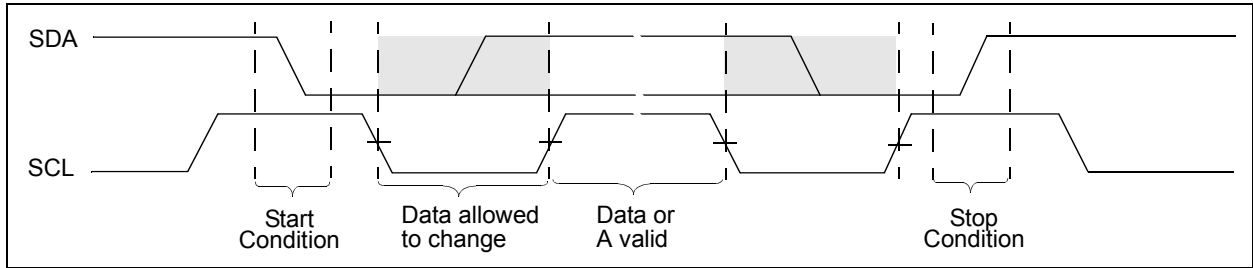 SDA
SCL
Start
Condition
Data allowed
to change
Data or
A valid
Stop
Condition